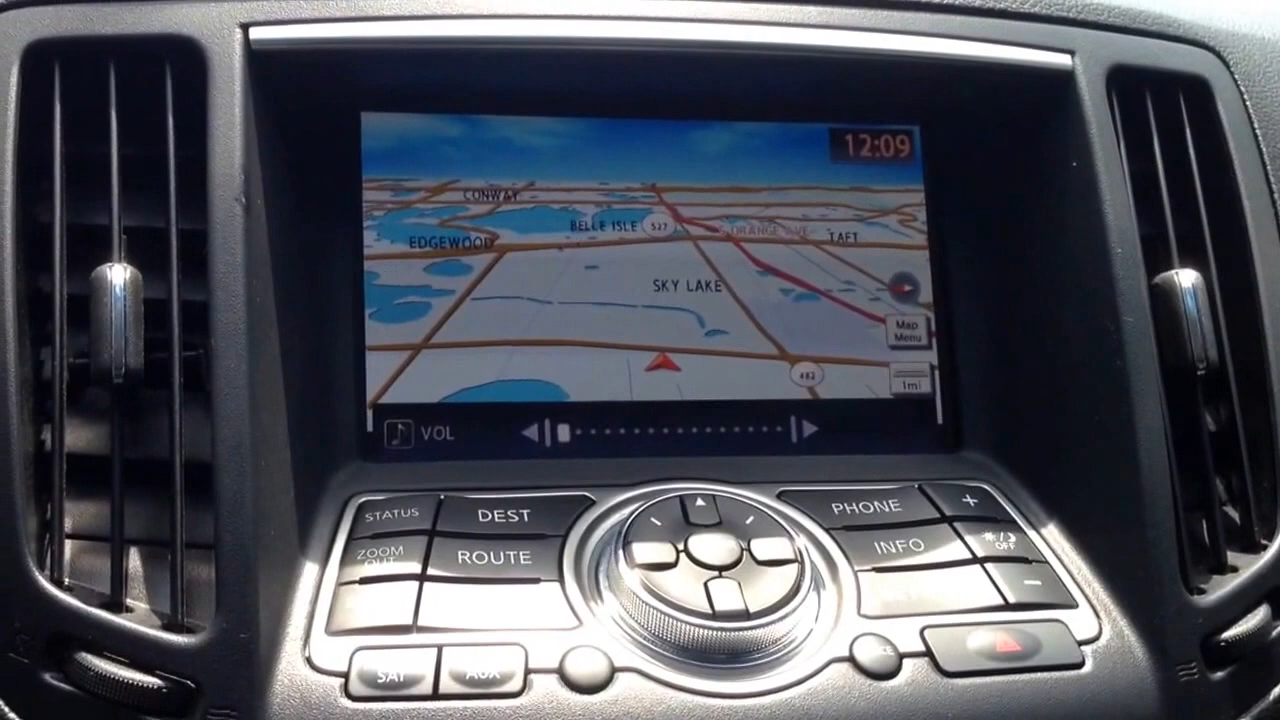 12:09
CONWAY
BELLE ISLE 527 S ORANGE AVE
EDGEWOOD TAFT
SKY LAKE
Map
Menu
482
1mi
VOL
STATUS DEST PHONE +
ZOOM
OUT ROUTE INFO OFF
-
SAT AUX